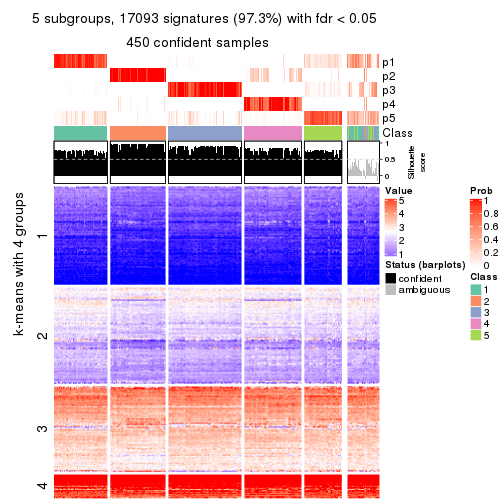 5 subgroups, 17093 signatures (97.3%) with fdr < 0.05
450 confident samples
p1
p2
p3
p4
p5
Class
1
0.5
0
Silhouette
score
k-means with 4 groups
1
2
3
4
Value
5
4
3
2
1
Status (barplots)
confident
ambiguous
Prob
1
0.8
0.6
0.4
0.2
0
Class
1
2
3
4
5